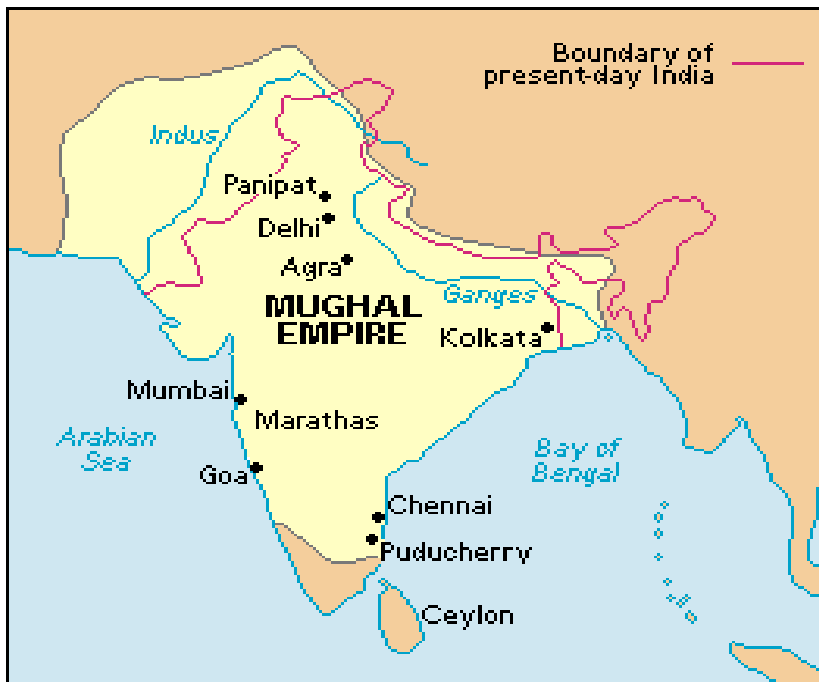 Boundary of
present-day India
Indus
Panipat
Delhi
Agra
MUGHAL
EMPIRE
Ganges
Kolkata
Mumbai
Marathas
Arabian
Sea
Goa
Bay of
Bengal
Chennai
Puducherry
Ceylon